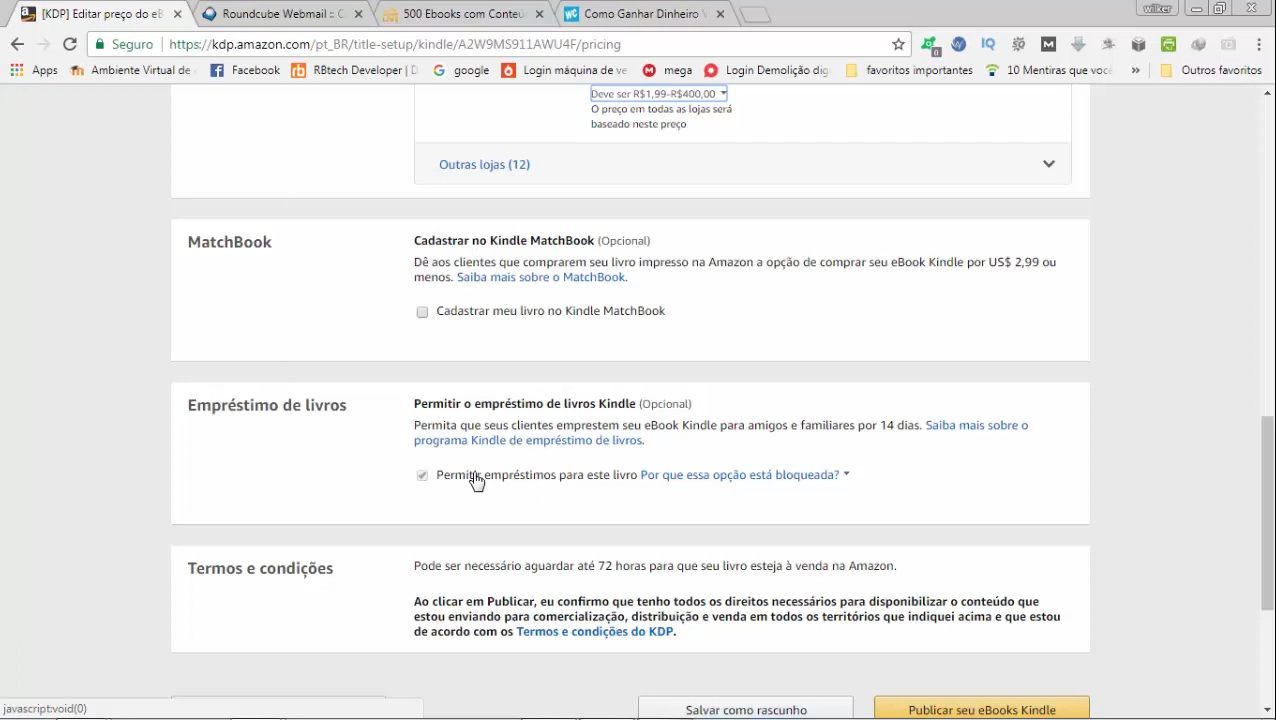 [KDP] Editar preço do eB
Roundcube Webmail :: C
500 Ebooks com Conteú
Como Ganhar Dinheiro V
wilker
Seguro
https://kdp.amazon.com/pt_BR/title-setup/kindle/A2W9MS911AWU4F/pricing
Apps
Ambiente Virtual de
Facebook
RBtech Developer | D
google
Login máquina de ve
mega
Login Demolição dig
favoritos importantes
10 Mentiras que você
»
Outros favoritos
Deve ser R$1,99-R$400,00
O preço em todas as lojas será
baseado neste preço
Outras lojas (12)
MatchBook
Cadastrar no Kindle MatchBook (Opcional)
Dê aos clientes que comprarem seu livro impresso na Amazon a opção de comprar seu eBook Kindle por US$ 2,99 ou
menos. Saiba mais sobre o MatchBook.
Cadastrar meu livro no Kindle MatchBook
Empréstimo de livros
Permitir o empréstimo de livros Kindle (Opcional)
Permita que seus clientes emprestem seu eBook Kindle para amigos e familiares por 14 dias. Saiba mais sobre o
programa Kindle de empréstimo de livros.
Permitir empréstimos para este livro Por que essa opção está bloqueada?
Termos e condições
Pode ser necessário aguardar até 72 horas para que seu livro esteja à venda na Amazon.
Ao clicar em Publicar, eu confirmo que tenho todos os direitos necessários para disponibilizar o conteúdo que
estou enviando para comercialização, distribuição e venda em todos os territórios que indiquei acima e que estou
de acordo com os Termos e condições do KDP.
javascript:void(0)
Salvar como rascunho
Publicar seu eBooks Kindle